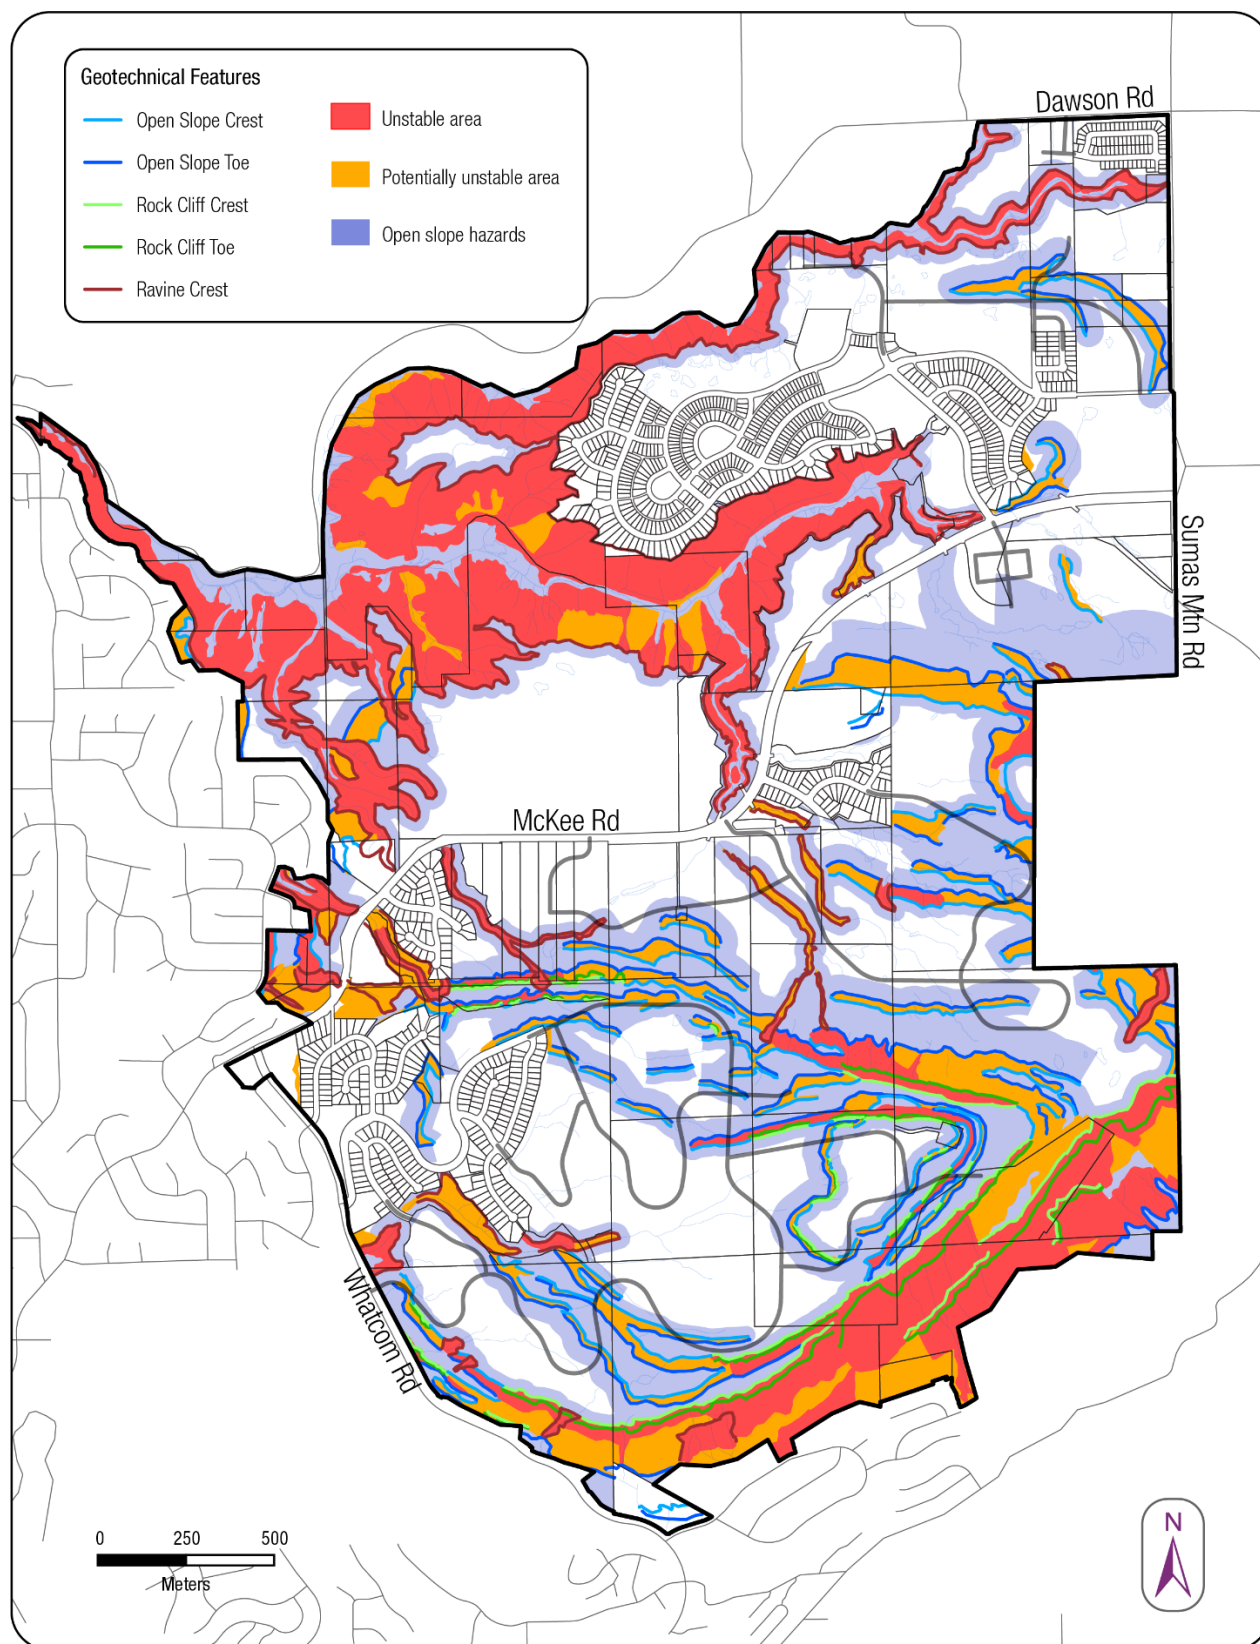 Geotechnical Features
Open Slope Crest
Open Slope Toe
Rock Cliff Crest
Rock Cliff Toe
Ravine Crest
Unstable area
Potentially unstable area
Open slope hazards
Dawson Rd
Sumas Mtn Rd
McKee Rd
Whatcom Rd
0 250 500
Meters
N